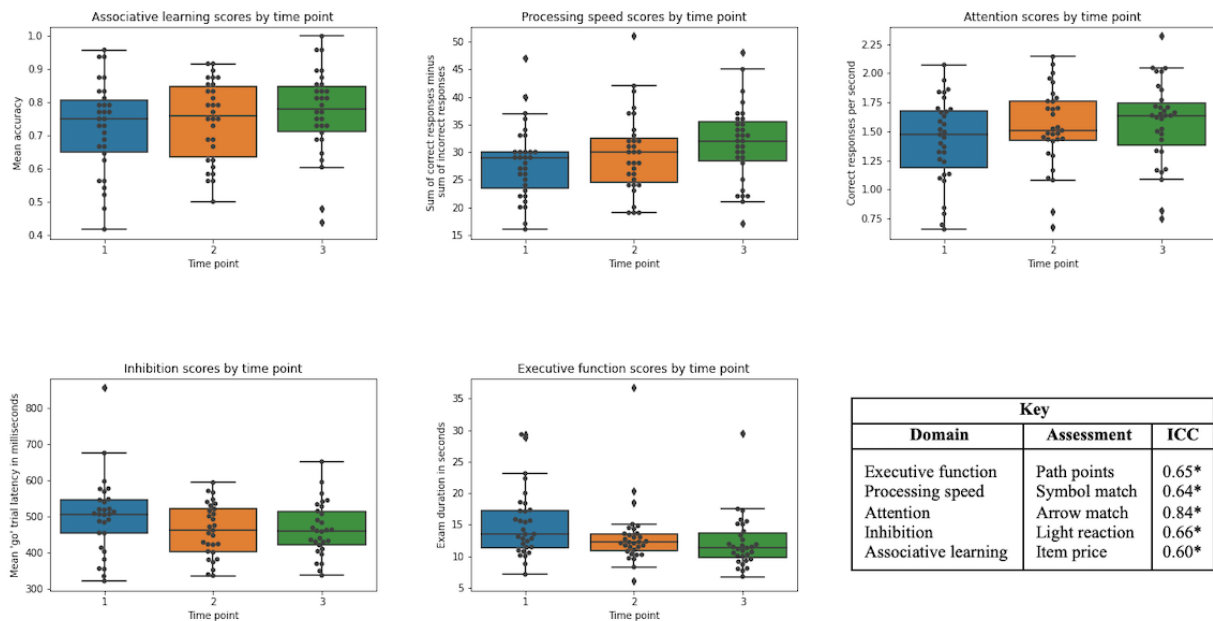 Associative learning scores by time point
Mean accuracy
1.0
0.9
0.8
0.7
0.6
0.5
0.4
1 2 3
Time point
Processing speed scores by time point
Sum of correct responses minus
sum of incorrect responses
50
45
40
35
30
25
20
15
1 2 3
Time point
Attention scores by time point
Correct responses per second
2.25
2.00
1.75
1.50
1.25
1.00
0.75
1 2 3
Time point
Inhibition scores by time point
Mean 'go' trial latency in milliseconds
800
700
600
500
400
300
1 2 3
Time point
Executive function scores by time point
Exam duration in seconds
35
30
25
20
15
10
5
1 2 3
Time point
Key
Domain Assessment ICC
Executive function Path points 0.65*
Processing speed Symbol match 0.64*
Attention Arrow match 0.84*
Inhibition Light reaction 0.66*
Associative learning Item price 0.60*